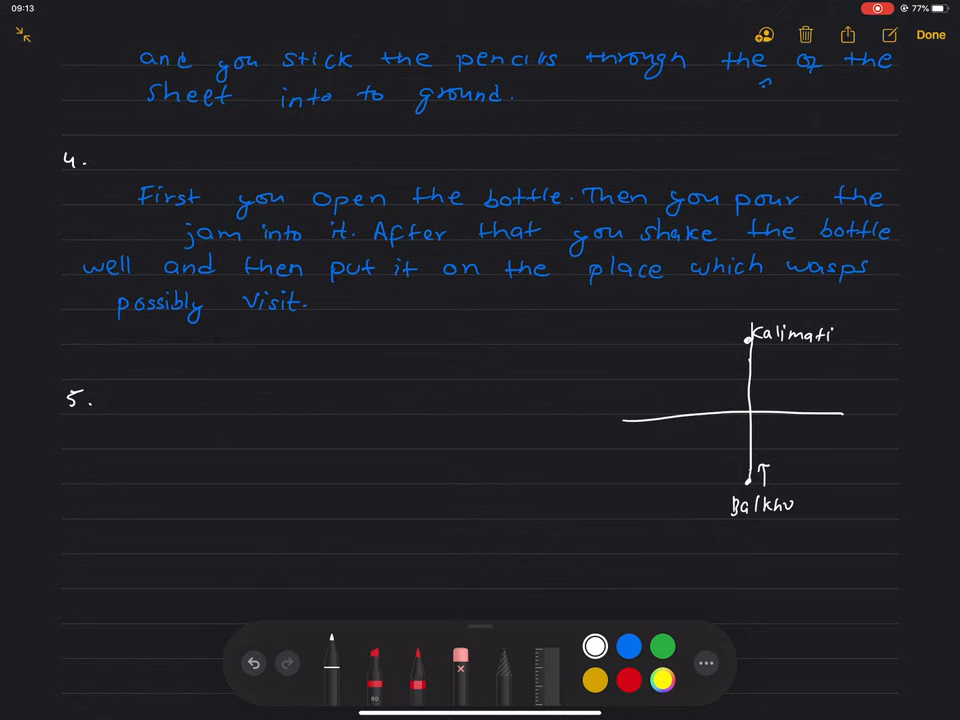 09:13
77%
Done
and you stick the pencils through the of the
sheet into to ground.
4.
First you open the bottle. Then you pour the
jam into it. After that you shake the bottle
well and then put it on the place which wasps
possibly visit.
Kalimati
5.
Balkhu
80